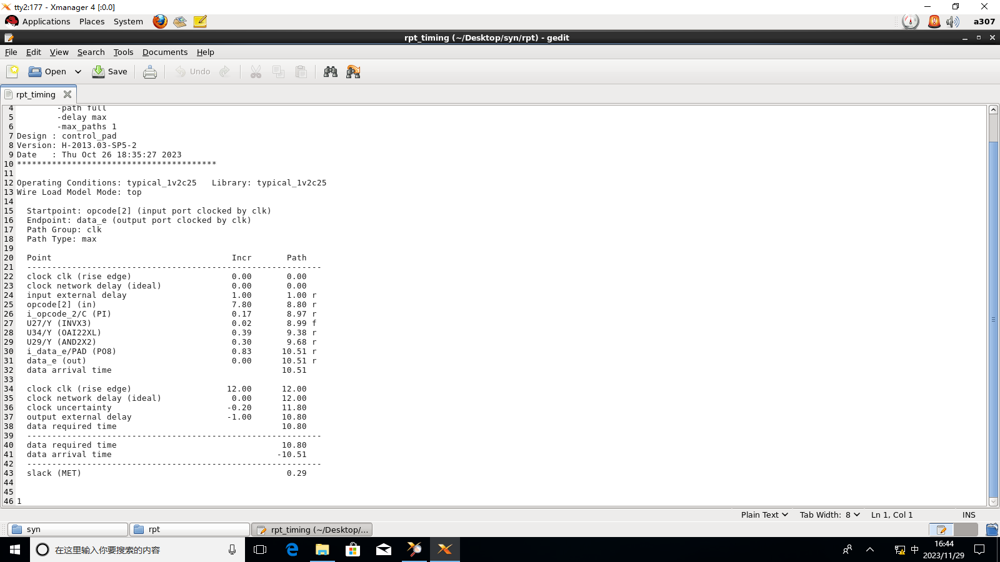 tty2:177 - Xmanager 4 [:0.0]
Applications Places System a307
rpt_timing (~/Desktop/syn/rpt) - gedit
File Edit View Search Tools Documents Help
Open Save Undo
rpt_timing
4         -path full
5         -delay max
6         -max_paths 1
7 Design : control_pad
8 Version: H-2013.03-SP5-2
9 Date   : Thu Oct 26 18:35:27 2023
10 ****************************************
11
12 Operating Conditions: typical_1v2c25   Library: typical_1v2c25
13 Wire Load Model Mode: top
14
15   Startpoint: opcode[2] (input port clocked by clk)
16   Endpoint: data_e (output port clocked by clk)
17   Path Group: clk
18   Path Type: max
19
20   Point                                    Incr       Path
21   -----------------------------------------------------------
22   clock clk (rise edge)                    0.00       0.00
23   clock network delay (ideal)              0.00       0.00
24   input external delay                     1.00       1.00 r
25   opcode[2] (in)                           7.80       8.80 r
26   i_opcode_2/C (PI)                        0.17       8.97 r
27   U27/Y (INVX3)                            0.02       8.99 f
28   U34/Y (OAI22XL)                          0.39       9.38 r
29   U29/Y (AND2X2)                           0.30       9.68 r
30   i_data_e/PAD (PO8)                       0.83      10.51 r
31   data_e (out)                             0.00      10.51 r
32   data arrival time                                  10.51
33
34   clock clk (rise edge)                   12.00      12.00
35   clock network delay (ideal)              0.00      12.00
36   clock uncertainty                       -0.20      11.80
37   output external delay                   -1.00      10.80
38   data required time                                 10.80
39   -----------------------------------------------------------
40   data required time                                 10.80
41   data arrival time                                 -10.51
42   -----------------------------------------------------------
43   slack (MET)                                         0.29
44
45
46 1
Plain Text Tab Width: 8 Ln 1, Col 1 INS
syn rpt rpt_timing (~/Desktop/...
在这里输入你要搜索的内容 中 16:44
2023/11/29